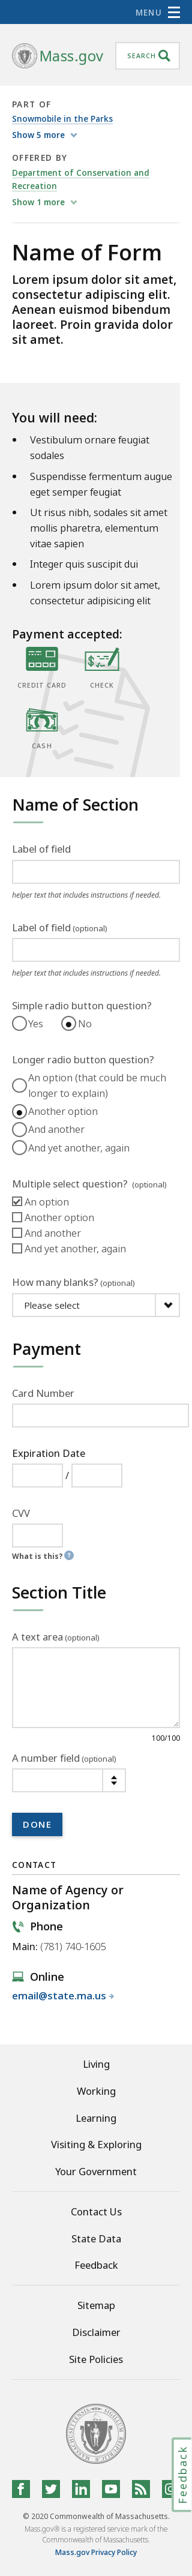 MENU
Mass.gov
SEARCH
PART OF
Snowmobile in the Parks
Show 5 more
OFFERED BY
Department of Conservation and
Recreation
Show 1 more
Name of Form
Lorem ipsum dolor sit amet,
consectetur adipiscing elit.
Aenean euismod bibendum
laoreet. Proin gravida dolor
sit amet.
You will need:
Vestibulum ornare feugiat
sodales
Suspendisse fermentum augue
eget semper feugiat
Ut risus nibh, sodales sit amet
mollis pharetra, elementum
vitae sapien
Integer quis suscipit dui
Lorem ipsum dolor sit amet,
consectetur adipisicing elit
Payment accepted:
CREDIT CARD
CHECK
CASH
Name of Section
Label of field
helper text that includes instructions if needed.
Label of field (optional)
helper text that includes instructions if needed.
Simple radio button question?
Yes No
Longer radio button question?
An option (that could be much
longer to explain)
Another option
And another
And yet another, again
Multiple select question? (optional)
An option
Another option
And another
And yet another, again
How many blanks? (optional)
Please select
Payment
Card Number
Expiration Date
/
CVV
What is this? ?
Section Title
A text area (optional)
100/100
A number field (optional)
DONE
CONTACT
Name of Agency or
Organization
Phone
Main: (781) 740-1605
Online
email@state.ma.us
Living
Working
Learning
Visiting & Exploring
Your Government
Contact Us
State Data
Feedback
Sitemap
Disclaimer
Site Policies
Feedback
© 2020 Commonwealth of Massachusetts.
Mass.gov® is a registered service mark of the
Commonwealth of Massachusetts.
Mass.gov Privacy Policy